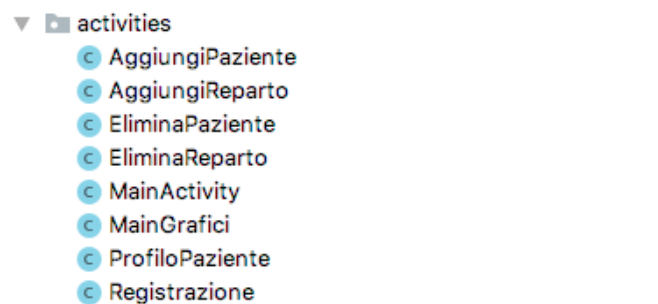 activities
AggiungiPaziente
AggiungiReparto
EliminaPaziente
EliminaReparto
MainActivity
MainGrafici
ProfiloPaziente
Registrazione